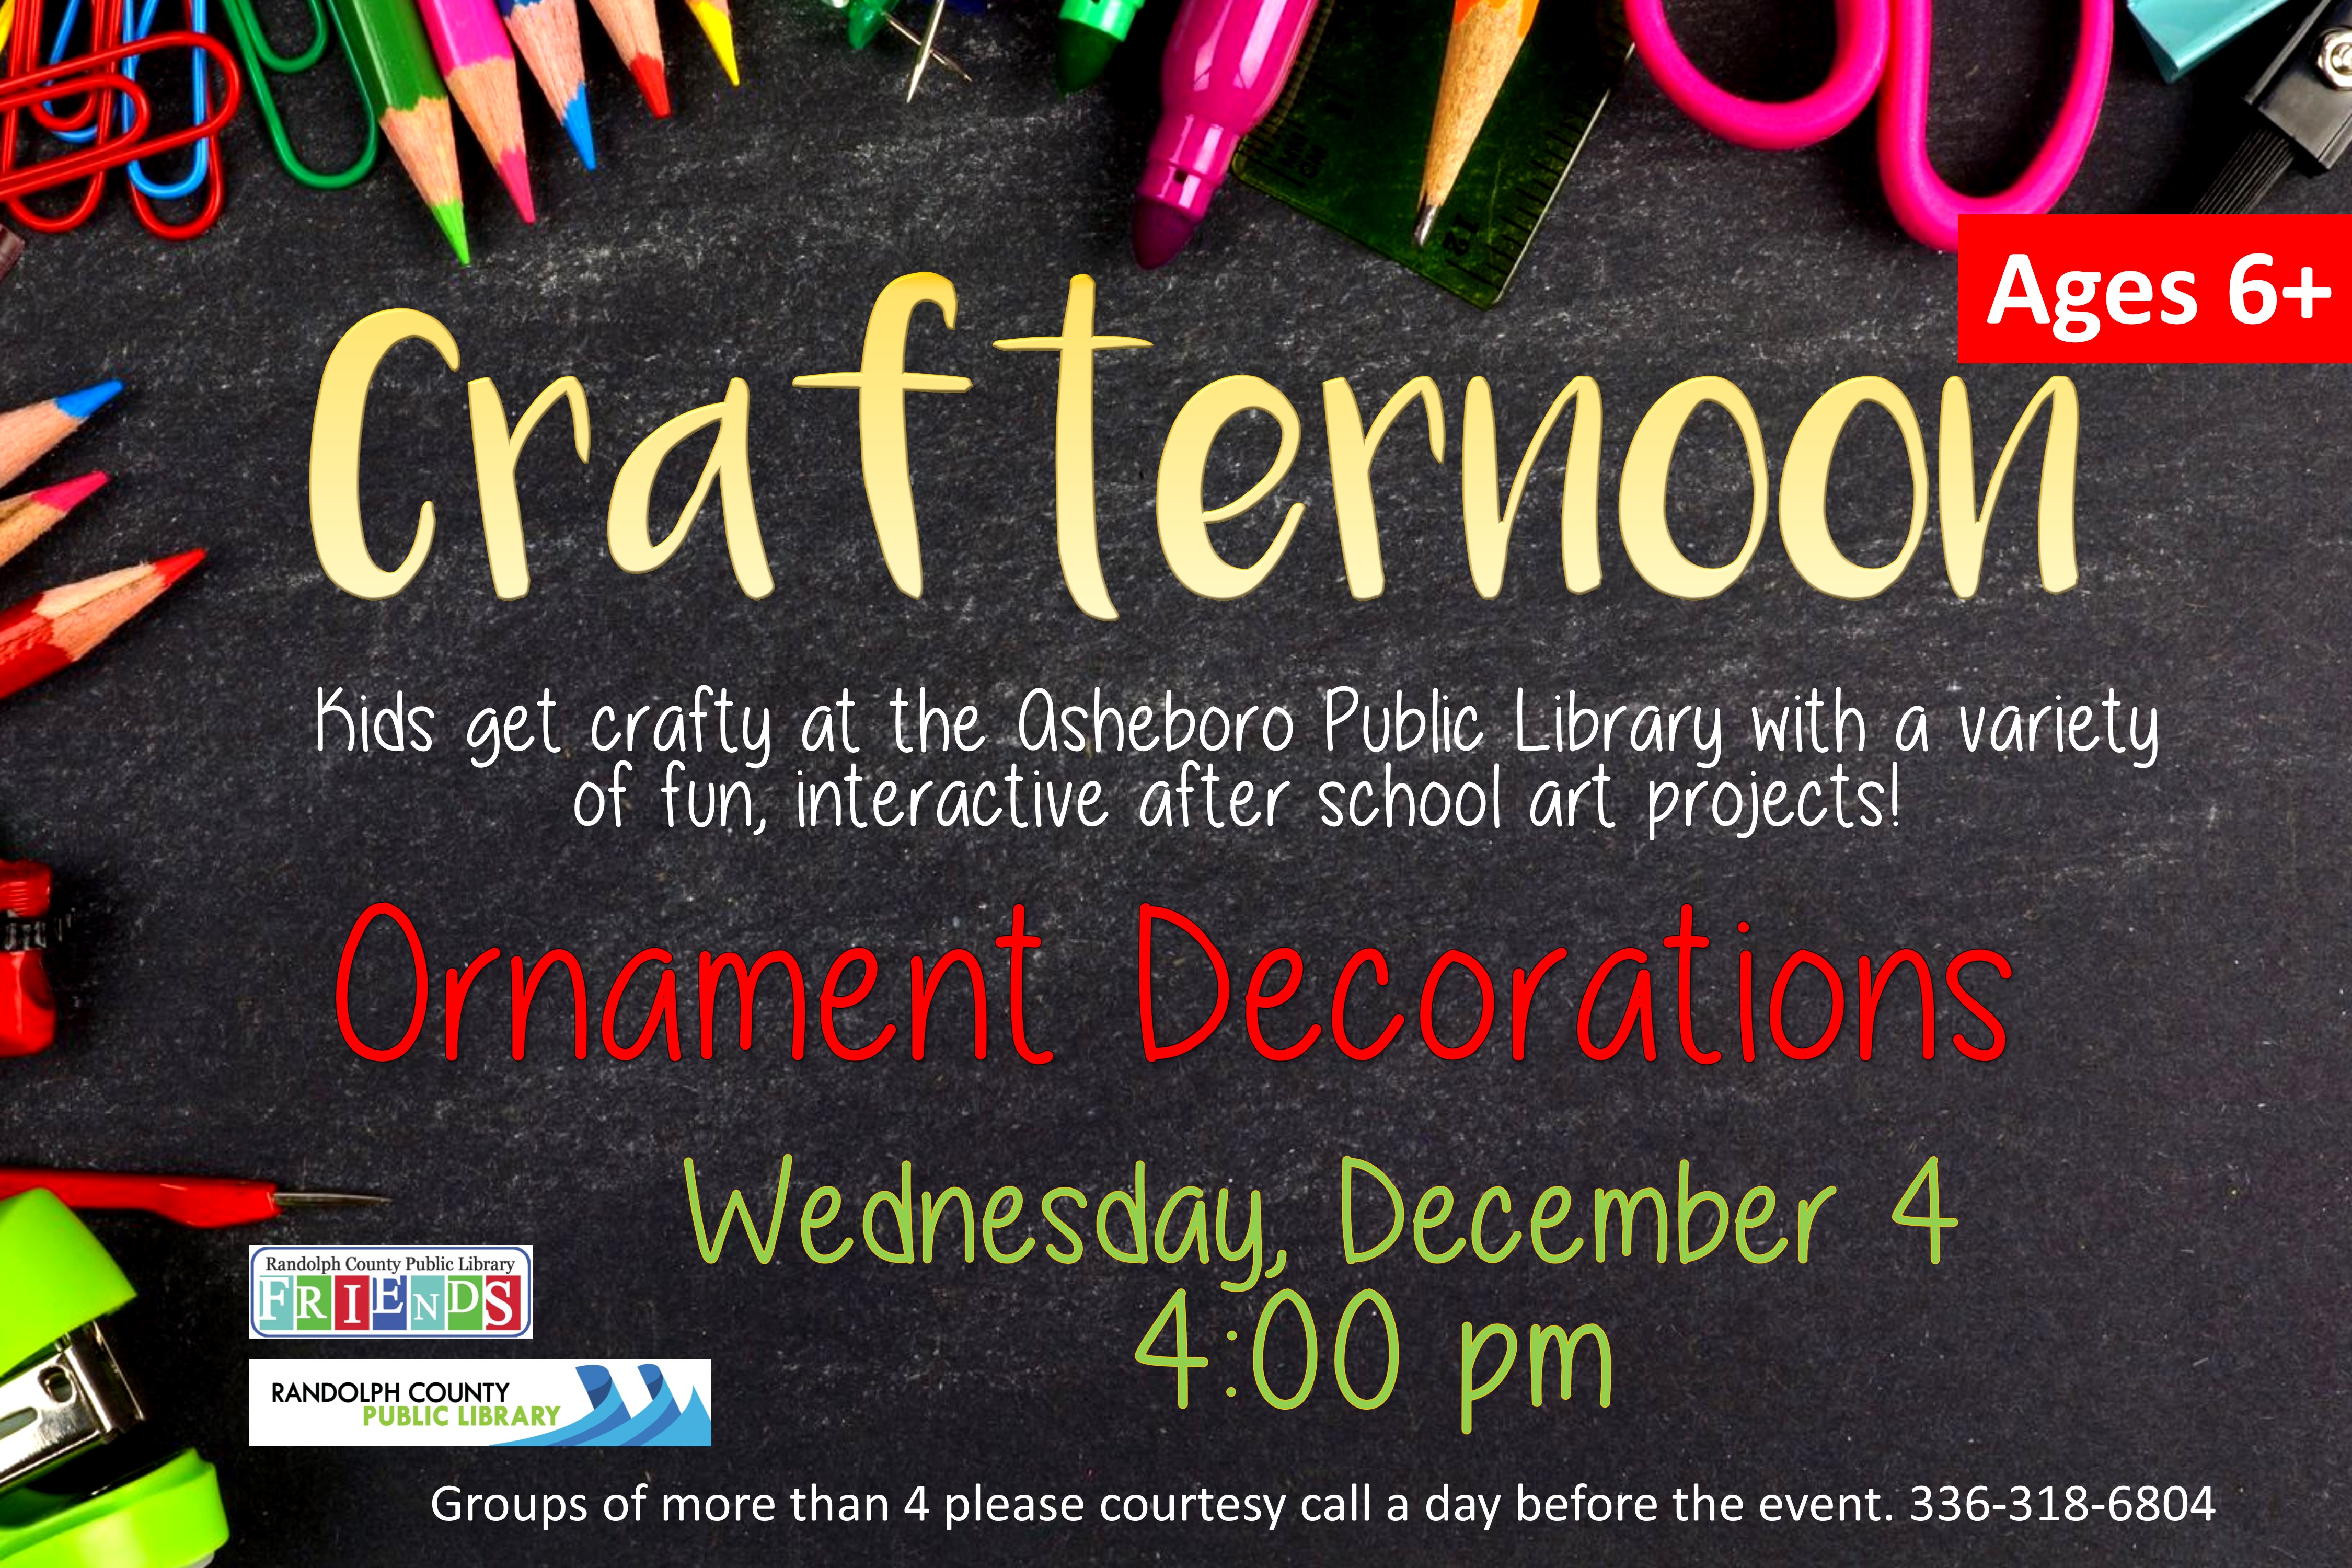 Ages 6+
Crafternoon
Kids get crafty at the Asheboro Public Library with a variety
of fun, interactive after school art projects!
Ornament Decorations
Wednesday, December 4
4:00 pm
Randolph County Public Library
FRIENDS
RANDOLPH COUNTY
PUBLIC LIBRARY
Groups of more than 4 please courtesy call a day before the event. 336-318-6804
12